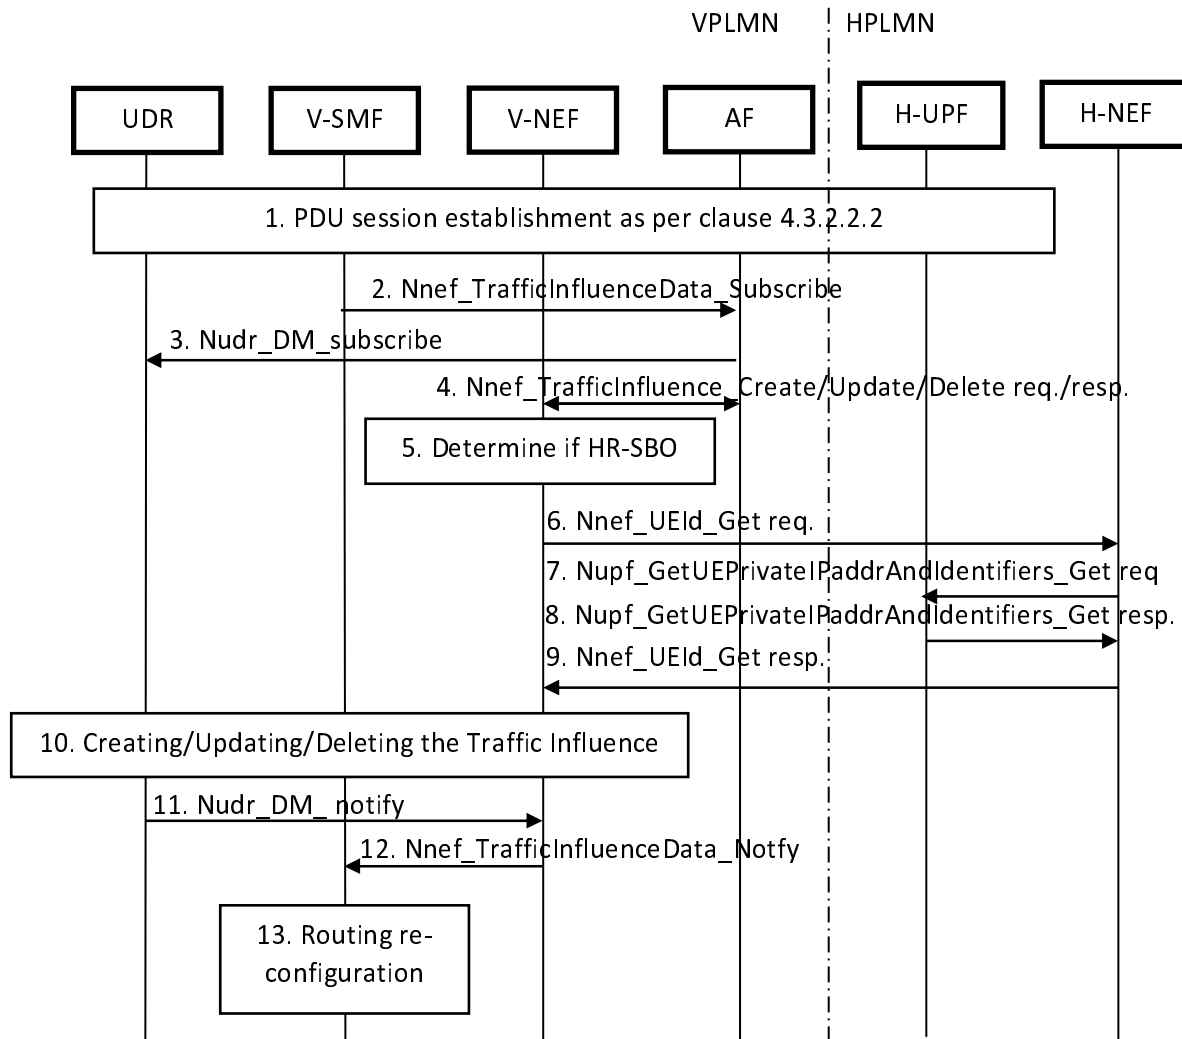 VPLMN HPLMN
UDR V-SMF V-NEF AF H-UPF H-NEF
1. PDU session establishment as per clause 4.3.2.2.2
2. Nnef_TrafficInfluenceData_Subscribe
3. Nudr_DM_subscribe
4. Nnef_TrafficInfluence_Create/Update/Delete req./resp.
5. Determine if HR-SBO
6. Nnef_UEId_Get req.
7. Nupf_GetUEPrivateIPaddrAndIdentifiers_Get req
8. Nupf_GetUEPrivateIPaddrAndIdentifiers_Get resp.
9. Nnef_UEId_Get resp.
10. Creating/Updating/Deleting the Traffic Influence
11. Nudr_DM_ notify
12. Nnef_TrafficInfluenceData_Notfy
13. Routing re-
configuration